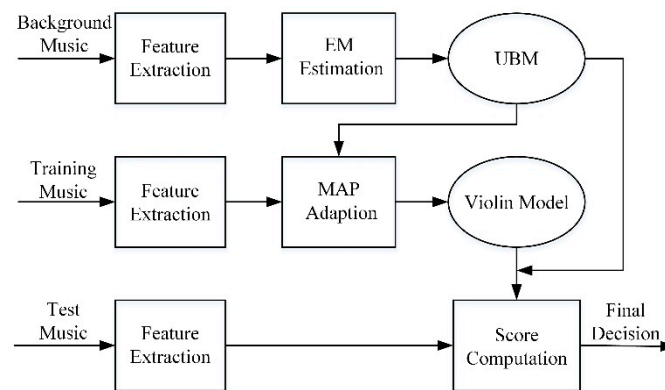 Background
Music
Feature
Extraction
EM
Estimation
UBM
Training
Music
Feature
Extraction
MAP
Adaption
Violin Model
Test
Music
Feature
Extraction
Score
Computation
Final
Decision